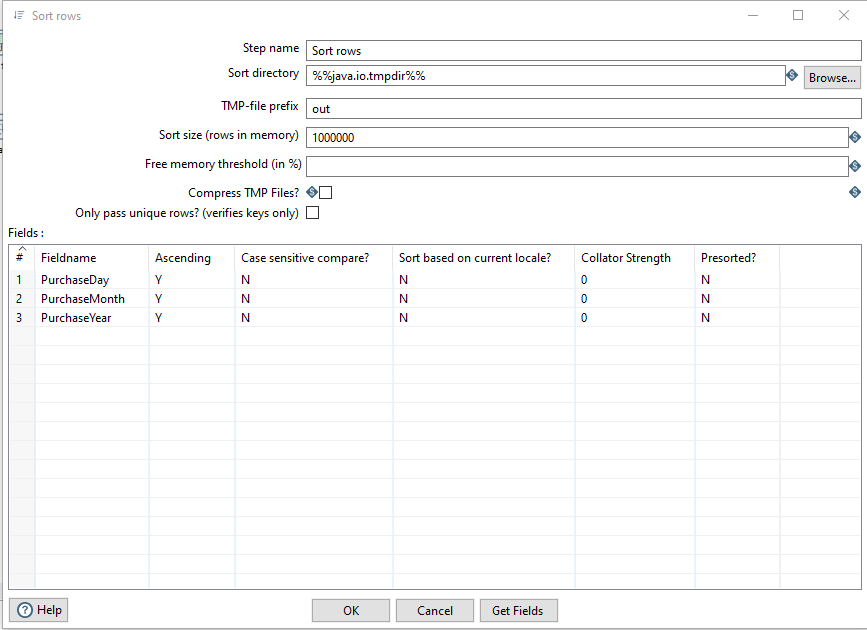 Sort rows
Step name Sort rows
Sort directory %%java.io.tmpdir%% Browse...
TMP-file prefix out
Sort size (rows in memory) 1000000
Free memory threshold (in %)
Compress TMP Files?
Only pass unique rows? (verifies keys only)
Fields :
# Fieldname Ascending Case sensitive compare? Sort based on current locale? Collator Strength Presorted?
1 PurchaseDay Y N N 0 N
2 PurchaseMonth Y N N 0 N
3 PurchaseYear Y N N 0 N
Help OK Cancel Get Fields